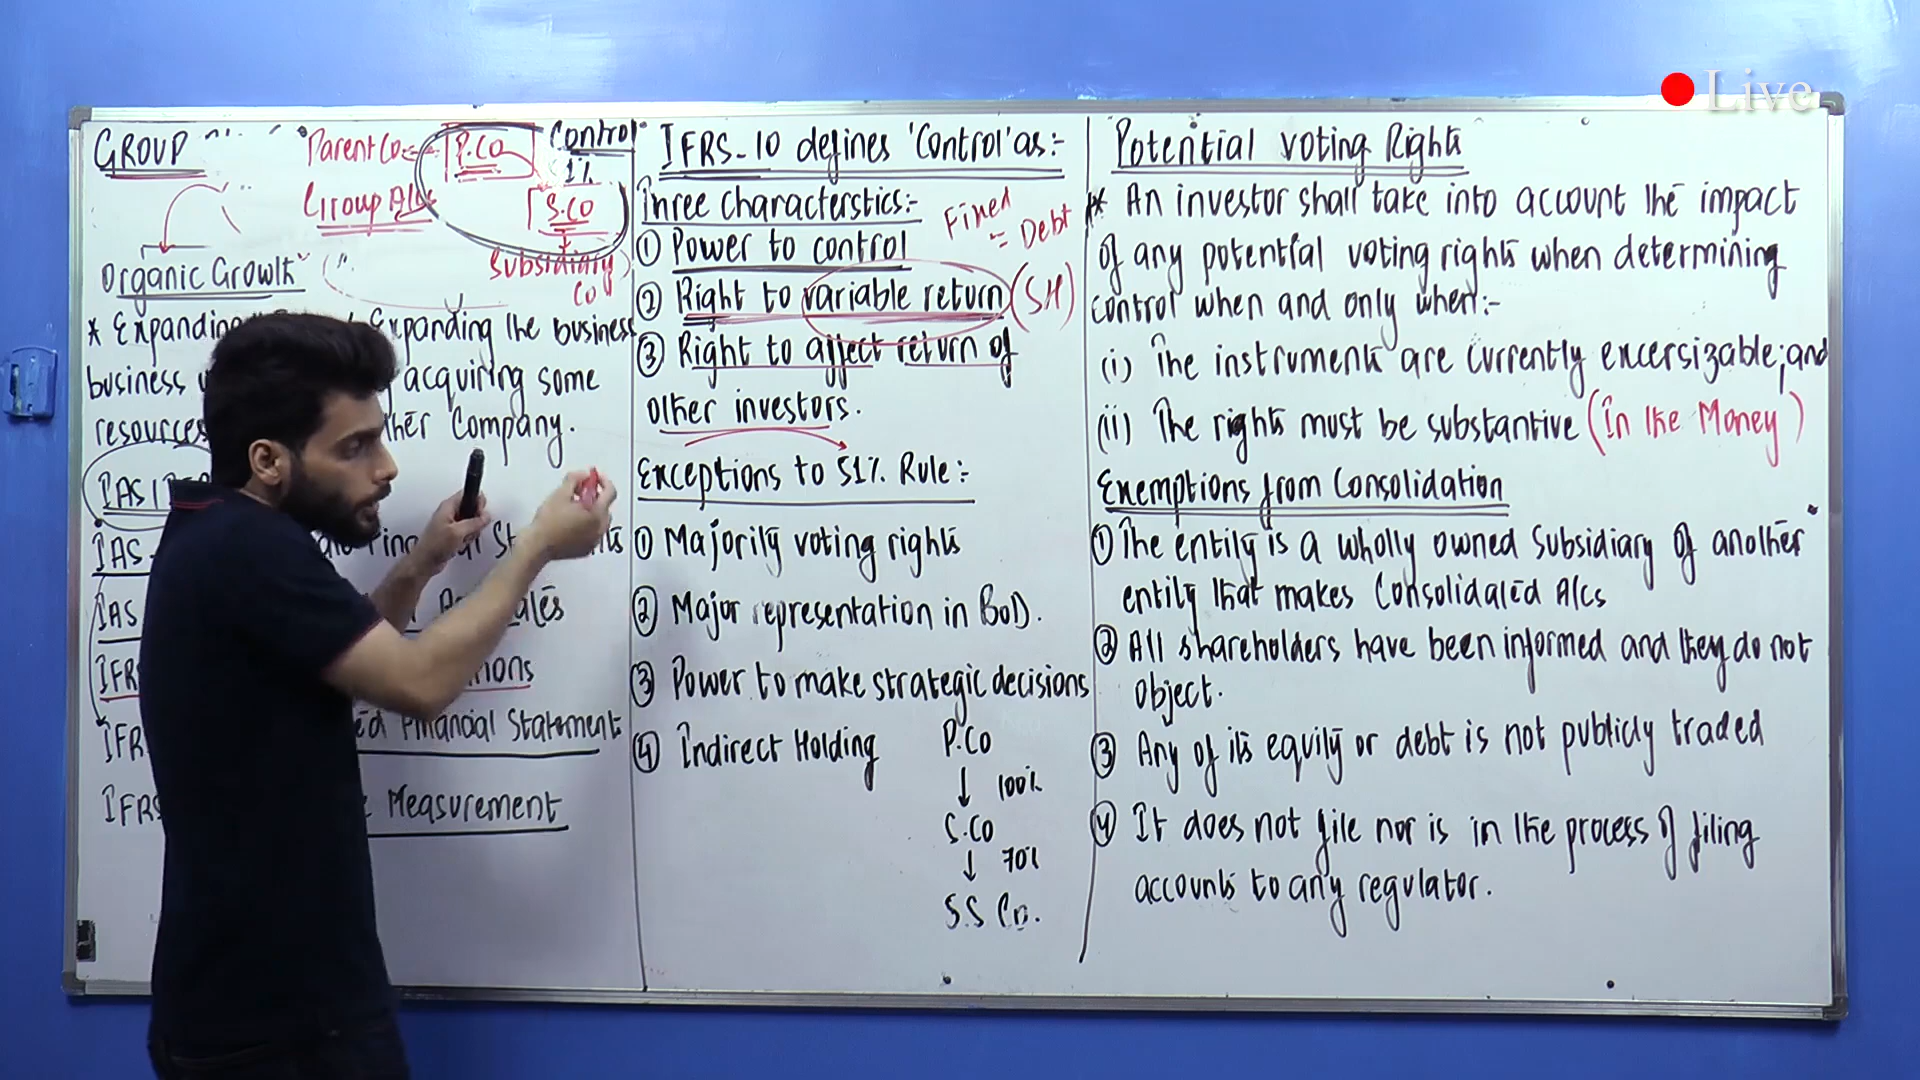 Live
GROUP
Parent Co
P.CO
Control
1%
Group A/cs
S.CO
Subsidiary
Co
Organic Growth
* Expanding
Expanding the business
business
acquiring some
resources
Company.
IAS
IAS
IAS
IFRS
IFR
Financial Statement
IFRS
Measurement
IFRS-10 defines 'Control' as:-
Three Characterstics:-
① Power to control
② Right to variable return (SH)
Fixed
= Debt
③ Right to affect return of
other investors.
Exceptions to 51% Rule:-
① Majority voting rights
② Major representation in BoD.
③ Power to make strategic decisions
④ Indirect Holding
P.Co
↓ 100%
S.Co
↓ 70%
S.S Co.
Potential Voting Rights
* An investor shall take into account the impact
of any potential voting rights when determining
control when and only when:-
(i) The instruments are currently excersizable; and
(ii) The rights must be substantive (In the Money)
Exemptions from Consolidation
① The entity is a wholly owned Subsidiary of another
entity that makes Consolidated A/cs
② All shareholders have been informed and they do not
object.
③ Any of its equity or debt is not publicly traded
④ It does not file nor is in the process of filing
accounts to any regulator.